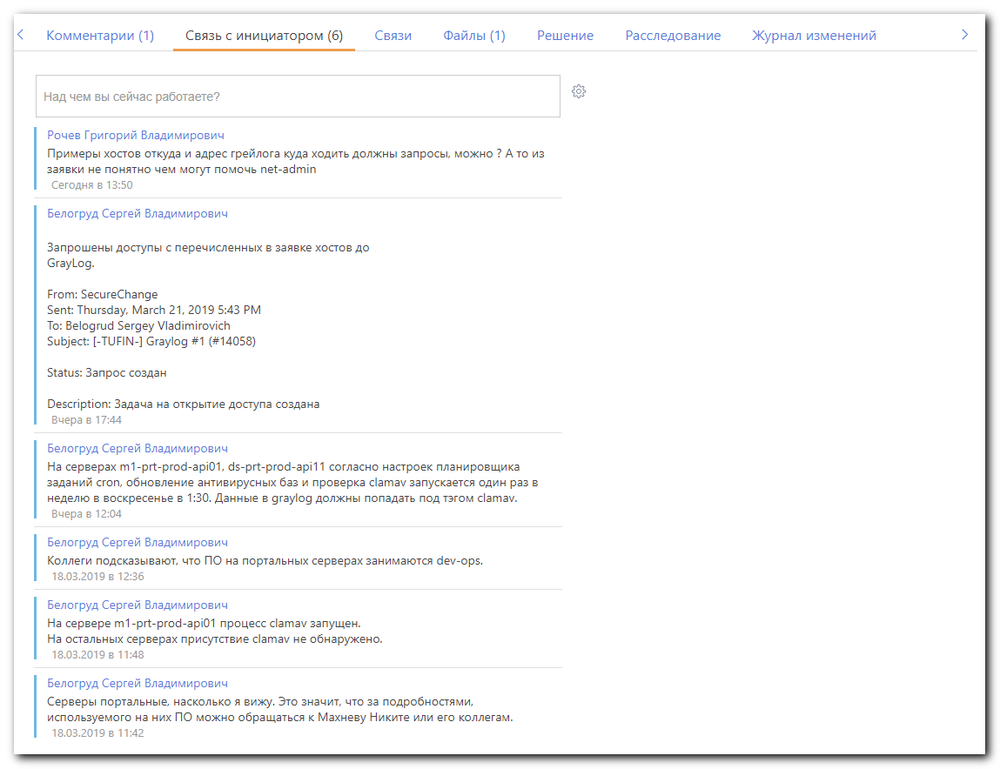 Комментарии (1) Связь с инициатором (6) Связи Файлы (1) Решение Расследование Журнал изменений
Над чем вы сейчас работаете?
Рочев Григорий Владимирович
Примеры хостов откуда и адрес грейлога куда ходить должны запросы, можно ? А то из
заявки не понятно чем могут помочь net-admin
Сегодня в 13:50
Белогруд Сергей Владимирович
Запрошены доступы с перечисленных в заявке хостов до
GrayLog.
From: SecureChange
Sent: Thursday, March 21, 2019 5:43 PM
To: Belogrud Sergey Vladimirovich
Subject: [-TUFIN-] Graylog #1 (#14058)
Status: Запрос создан
Description: Задача на открытие доступа создана
Вчера в 17:44
Белогруд Сергей Владимирович
На серверах m1-prt-prod-api01, ds-prt-prod-api11 согласно настроек планировщика
заданий cron, обновление антивирусных баз и проверка clamav запускается один раз в
неделю в воскресенье в 1:30. Данные в graylog должны попадать под тэгом clamav.
Вчера в 12:04
Белогруд Сергей Владимирович
Коллеги подсказывают, что ПО на портальных серверах занимаются dev-ops.
18.03.2019 в 12:36
Белогруд Сергей Владимирович
На сервере m1-prt-prod-api01 процесс clamav запущен.
На остальных серверах присутствие clamav не обнаружено.
18.03.2019 в 11:48
Белогруд Сергей Владимирович
Серверы портальные, насколько я вижу. Это значит, что за подробностями,
используемого на них ПО можно обращаться к Махневу Никите или его коллегам.
18.03.2019 в 11:42